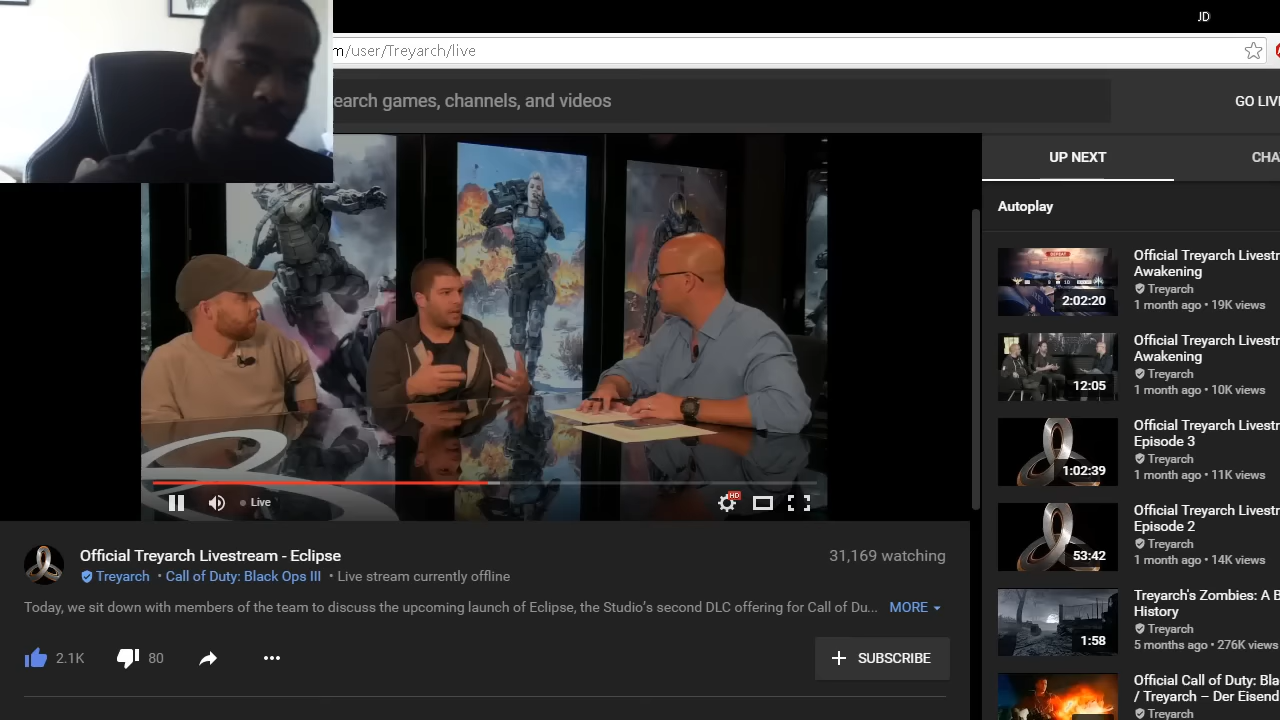 JD
m/user/Treyarch/live
earch games, channels, and videos
GO LIV
UP NEXT
CHA
Autoplay
2:02:20
Official Treyarch Livestr
Awakening
Treyarch
1 month ago • 19K views
12:05
Official Treyarch Livestr
Awakening
Treyarch
1 month ago • 10K views
1:02:39
Official Treyarch Livestr
Episode 3
Treyarch
1 month ago • 11K views
53:42
Official Treyarch Livestr
Episode 2
Treyarch
1 month ago • 14K views
1:58
Treyarch's Zombies: A B
History
Treyarch
5 months ago • 276K views
Official Call of Duty: Bla
/ Treyarch – Der Eisend
Treyarch
Live
HD
Official Treyarch Livestream - Eclipse
31,169 watching
Treyarch • Call of Duty: Black Ops III • Live stream currently offline
Today, we sit down with members of the team to discuss the upcoming launch of Eclipse, the Studio's second DLC offering for Call of Du... MORE
2.1K
80
SUBSCRIBE